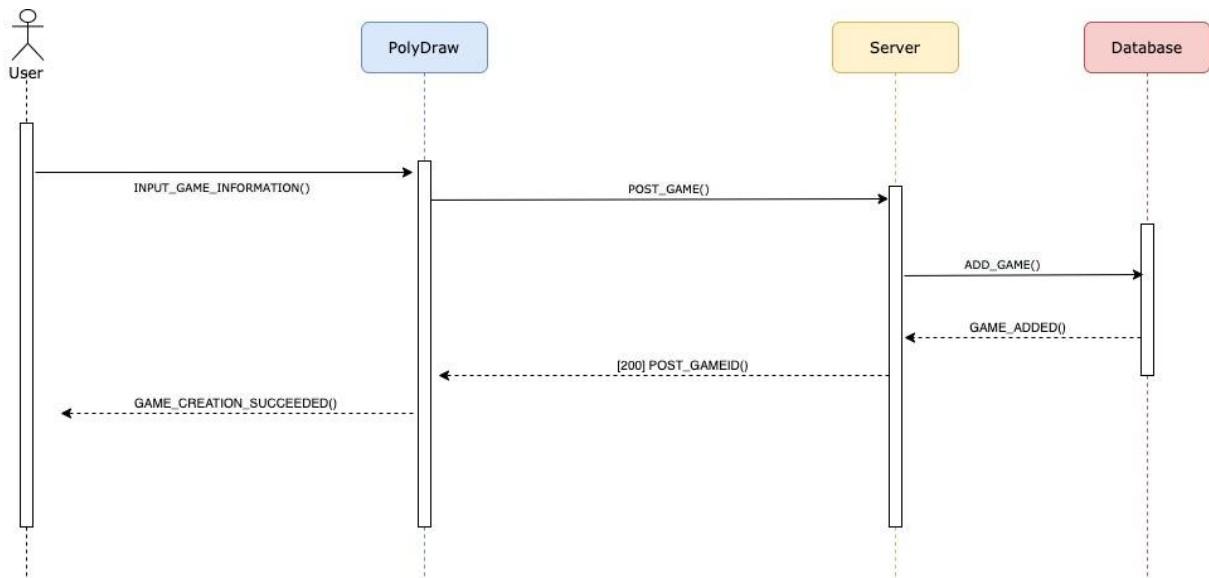 User
PolyDraw
Server
Database
INPUT_GAME_INFORMATION()
POST_GAME()
ADD_GAME()
GAME_ADDED()
[200] POST_GAMEID()
GAME_CREATION_SUCCEEDED()